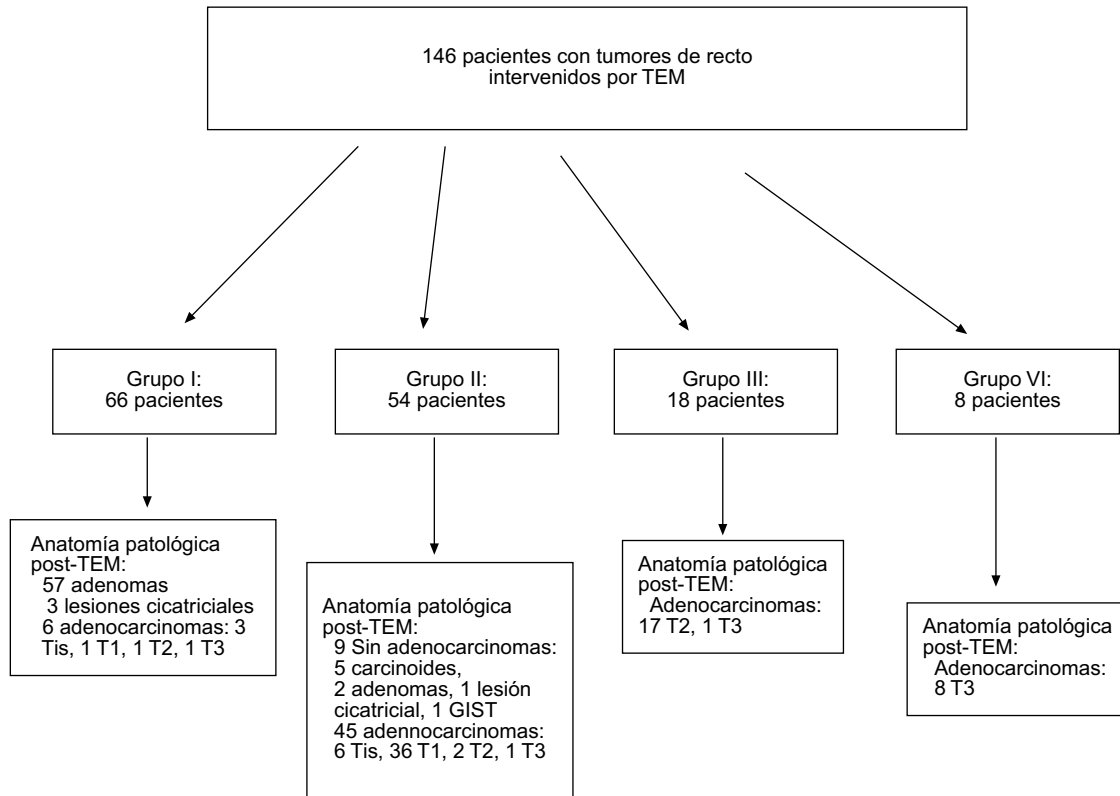 146 pacientes con tumores de recto
intervenidos por TEM
Grupo I:
66 pacientes
Grupo II:
54 pacientes
Grupo III:
18 pacientes
Grupo VI:
8 pacientes
Anatomía patológica
post-TEM:
57 adenomas
3 lesiones cicatriciales
6 adenocarcinomas: 3
Tis, 1 T1, 1 T2, 1 T3
Anatomía patológica
post-TEM:
9 Sin adenocarcinomas:
5 carcinoides,
2 adenomas, 1 lesión
cicatricial, 1 GIST
45 adennocarcinomas:
6 Tis, 36 T1, 2 T2, 1 T3
Anatomía patológica
post-TEM:
Adenocarcinomas:
17 T2, 1 T3
Anatomía patológica
post-TEM:
Adenocarcinomas:
8 T3